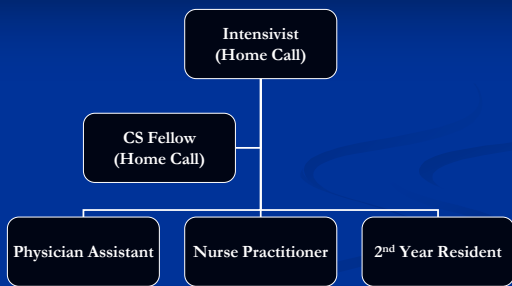 Intensivist
(Home Call)
CS Fellow
(Home Call)
Physician Assistant
Nurse Practitioner
2nd Year Resident